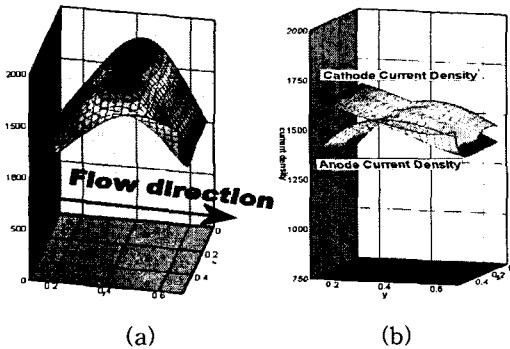 2000
1500
1000
500
0
0.2
y
0.6
0
0.2
0.4
Flow direction
(a)
2000
1750
1500
1250
1000
750
current density
Cathode Current Density
Anode Current Density
0.2
0.4
y
0.6
0.4
(b)